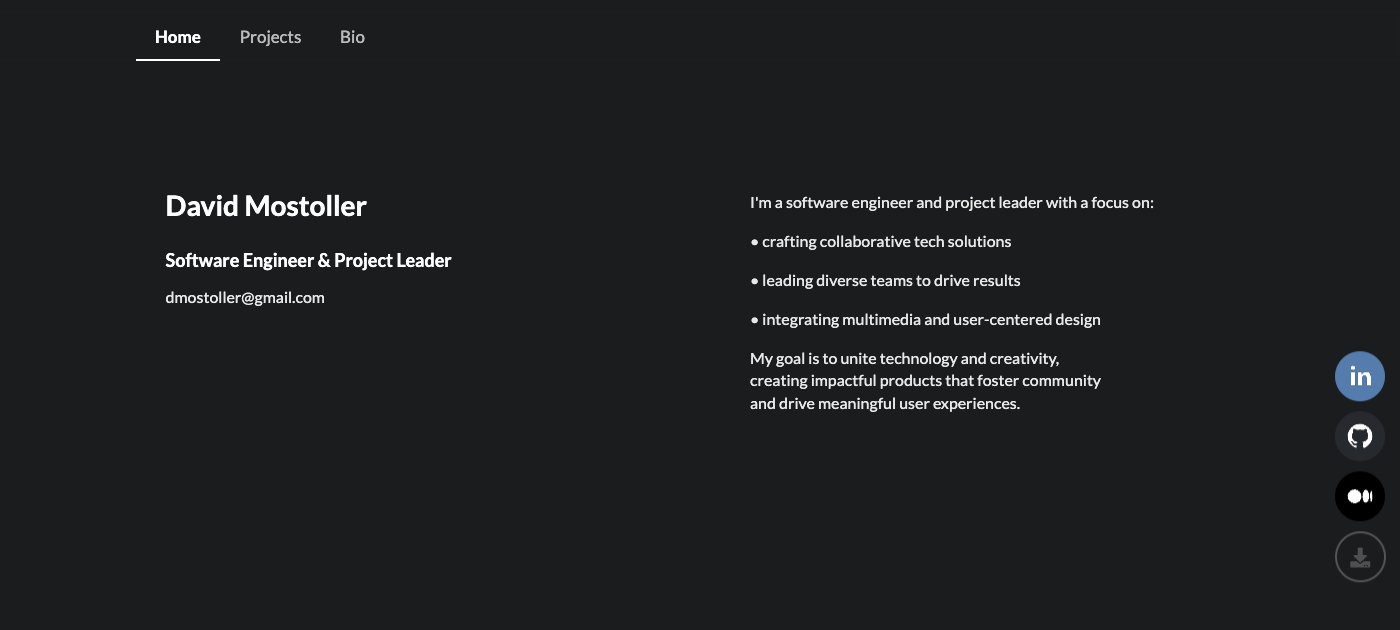 Home Projects Bio
David Mostoller
Software Engineer & Project Leader
dmostoller@gmail.com
I'm a software engineer and project leader with a focus on:
• crafting collaborative tech solutions
• leading diverse teams to drive results
• integrating multimedia and user-centered design
My goal is to unite technology and creativity,
creating impactful products that foster community
and drive meaningful user experiences.
in